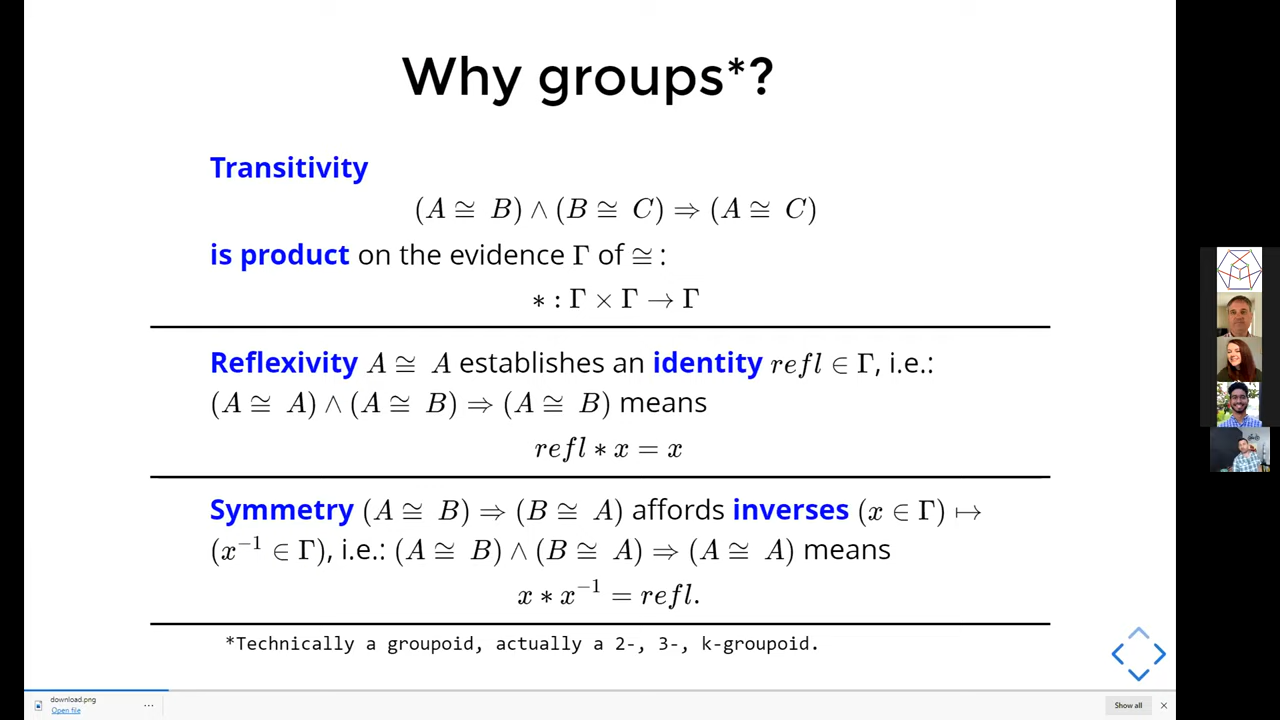 Why groups*?
Transitivity
(A ≅ B) ∧ (B ≅ C) ⇒ (A ≅ C)
is product on the evidence Γ of ≅ :
∗ : Γ × Γ → Γ
Reflexivity A ≅ A establishes an identity refl ∈ Γ, i.e.:
(A ≅ A) ∧ (A ≅ B) ⇒ (A ≅ B) means
refl ∗ x = x
Symmetry (A ≅ B) ⇒ (B ≅ A) affords inverses (x ∈ Γ) ↦
(x⁻¹ ∈ Γ), i.e.: (A ≅ B) ∧ (B ≅ A) ⇒ (A ≅ A) means
x ∗ x⁻¹ = refl.
*Technically a groupoid, actually a 2-, 3-, k-groupoid.
download.png
Open file
...
Show all